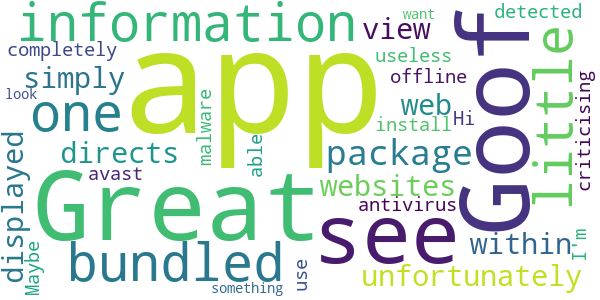 want
information
detected
completely
view
useless
app
Goof
little
simply
offline
look
one
web
Hi
malware
install
criticising
directs
able
package
displayed
avast
Great
see
websites
antivirus
within
I'm
Maybe
bundled
use
unfortunately
something